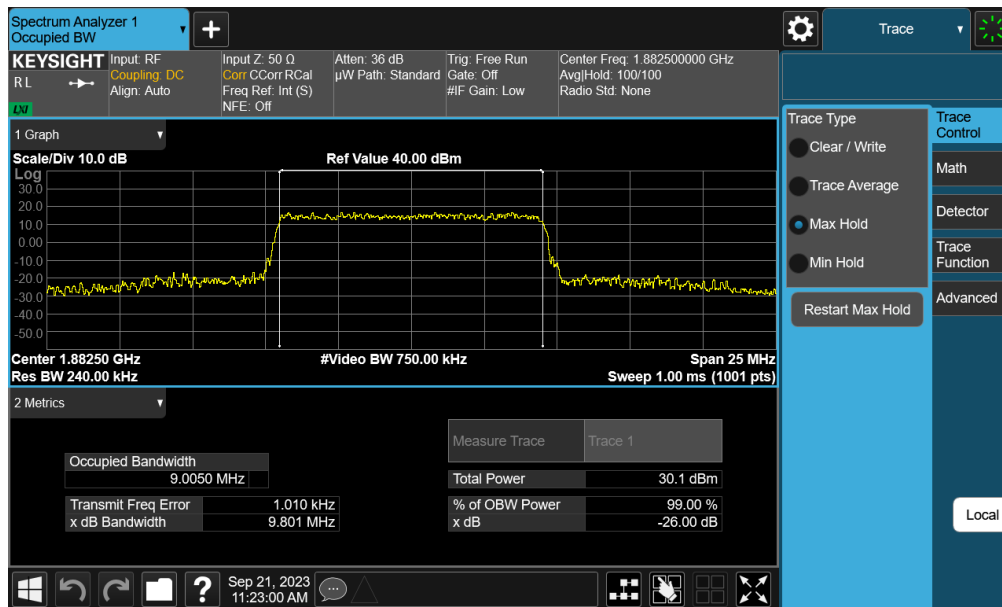 Spectrum Analyzer 1
Occupied BW
+
Trace
KEYSIGHT
R L
LXI
Input: RF
Coupling: DC
Align: Auto
Input Z: 50 Ω
Corr CCorr RCal
Freq Ref: Int (S)
NFE: Off
Atten: 36 dB
µW Path: Standard
Trig: Free Run
Gate: Off
#IF Gain: Low
Center Freq: 1.882500000 GHz
Avg|Hold: 100/100
Radio Std: None
1 Graph
Scale/Div 10.0 dB
Ref Value 40.00 dBm
Log
30.0
20.0
10.0
0.00
-10.0
-20.0
-30.0
-40.0
-50.0
Center 1.88250 GHz
#Video BW 750.00 kHz
Span 25 MHz
Res BW 240.00 kHz
Sweep 1.00 ms (1001 pts)
2 Metrics
Measure Trace
Trace 1
Occupied Bandwidth
9.0050 MHz
Total Power
30.1 dBm
Transmit Freq Error
1.010 kHz
% of OBW Power
99.00 %
x dB Bandwidth
9.801 MHz
x dB
-26.00 dB
Trace Type
Clear / Write
Trace Average
Max Hold
Min Hold
Restart Max Hold
Trace
Control
Math
Detector
Trace
Function
Advanced
Local
?
Sep 21, 2023
11:23:00 AM